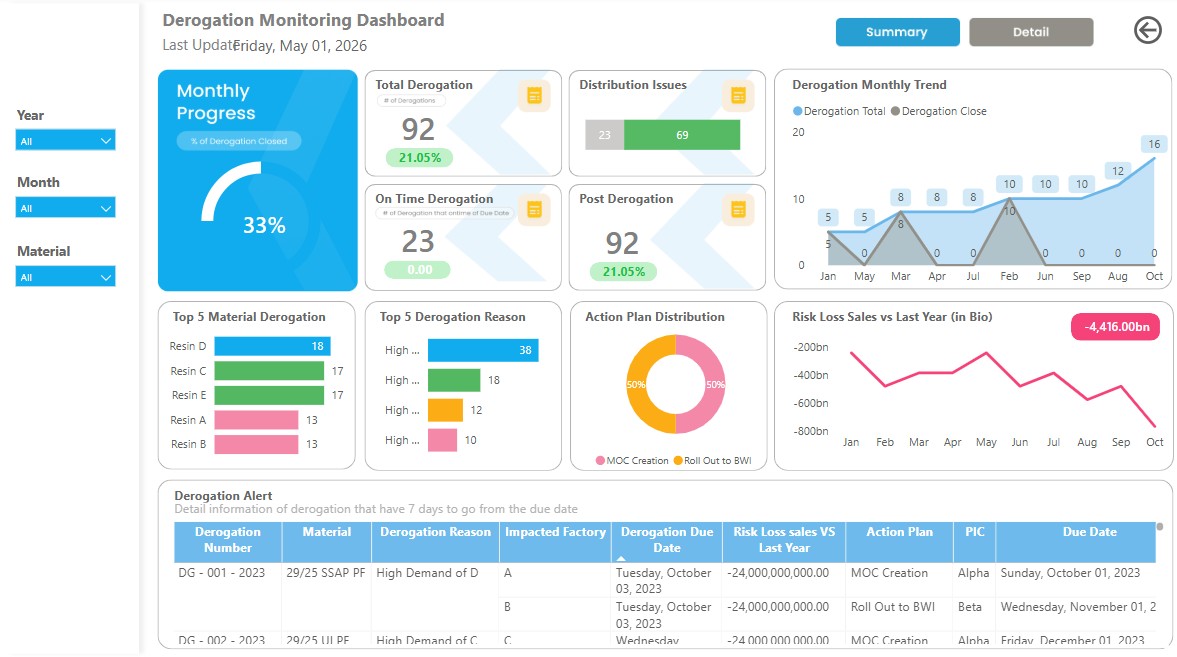 Derogation Monitoring Dashboard
Last Update Friday, May 01, 2026
Summary
Detail
Year
All
Month
All
Material
All
Monthly
Progress
% of Derogation Closed
33%
Total Derogation
# of Derogations
92
21.05%
Distribution Issues
23
69
On Time Derogation
# of Derogation that ontime of Due Date
23
0.00
Post Derogation
92
21.05%
Derogation Monthly Trend
Derogation Total Derogation Close
20
10
0
5 5 8 8 8 10 10 10 12 16
5 0 8 0 0 10 0 0 0 0
Jan May Mar Apr Jul Feb Jun Sep Aug Oct
Top 5 Material Derogation
Resin D 18
Resin C 17
Resin E 17
Resin A 13
Resin B 13
Top 5 Derogation Reason
High ... 38
High ... 18
High ... 12
High ... 10
Action Plan Distribution
50% 50%
MOC Creation Roll Out to BWI
Risk Loss Sales vs Last Year (in Bio)
-4,416.00bn
-200bn
-400bn
-600bn
-800bn
Jan Feb Mar Apr May Jun Jul Aug Sep Oct
Derogation Alert
Detail information of derogation that have 7 days to go from the due date
Derogation Number Material Derogation Reason Impacted Factory Derogation Due Date Risk Loss sales VS Last Year Action Plan PIC Due Date
DG - 001 - 2023 29/25 SSAP PF High Demand of D A Tuesday, October 03, 2023 -24,000,000,000.00 MOC Creation Alpha Sunday, October 01, 2023
B Tuesday, October 03, 2023 -24,000,000,000.00 Roll Out to BWI Beta Wednesday, November 01, 2
DG - 002 - 2023 29/25 UL PF High Demand of C C Wednesday -24,000,000,000.00 MOC Creation Alpha Friday, December 01, 2023